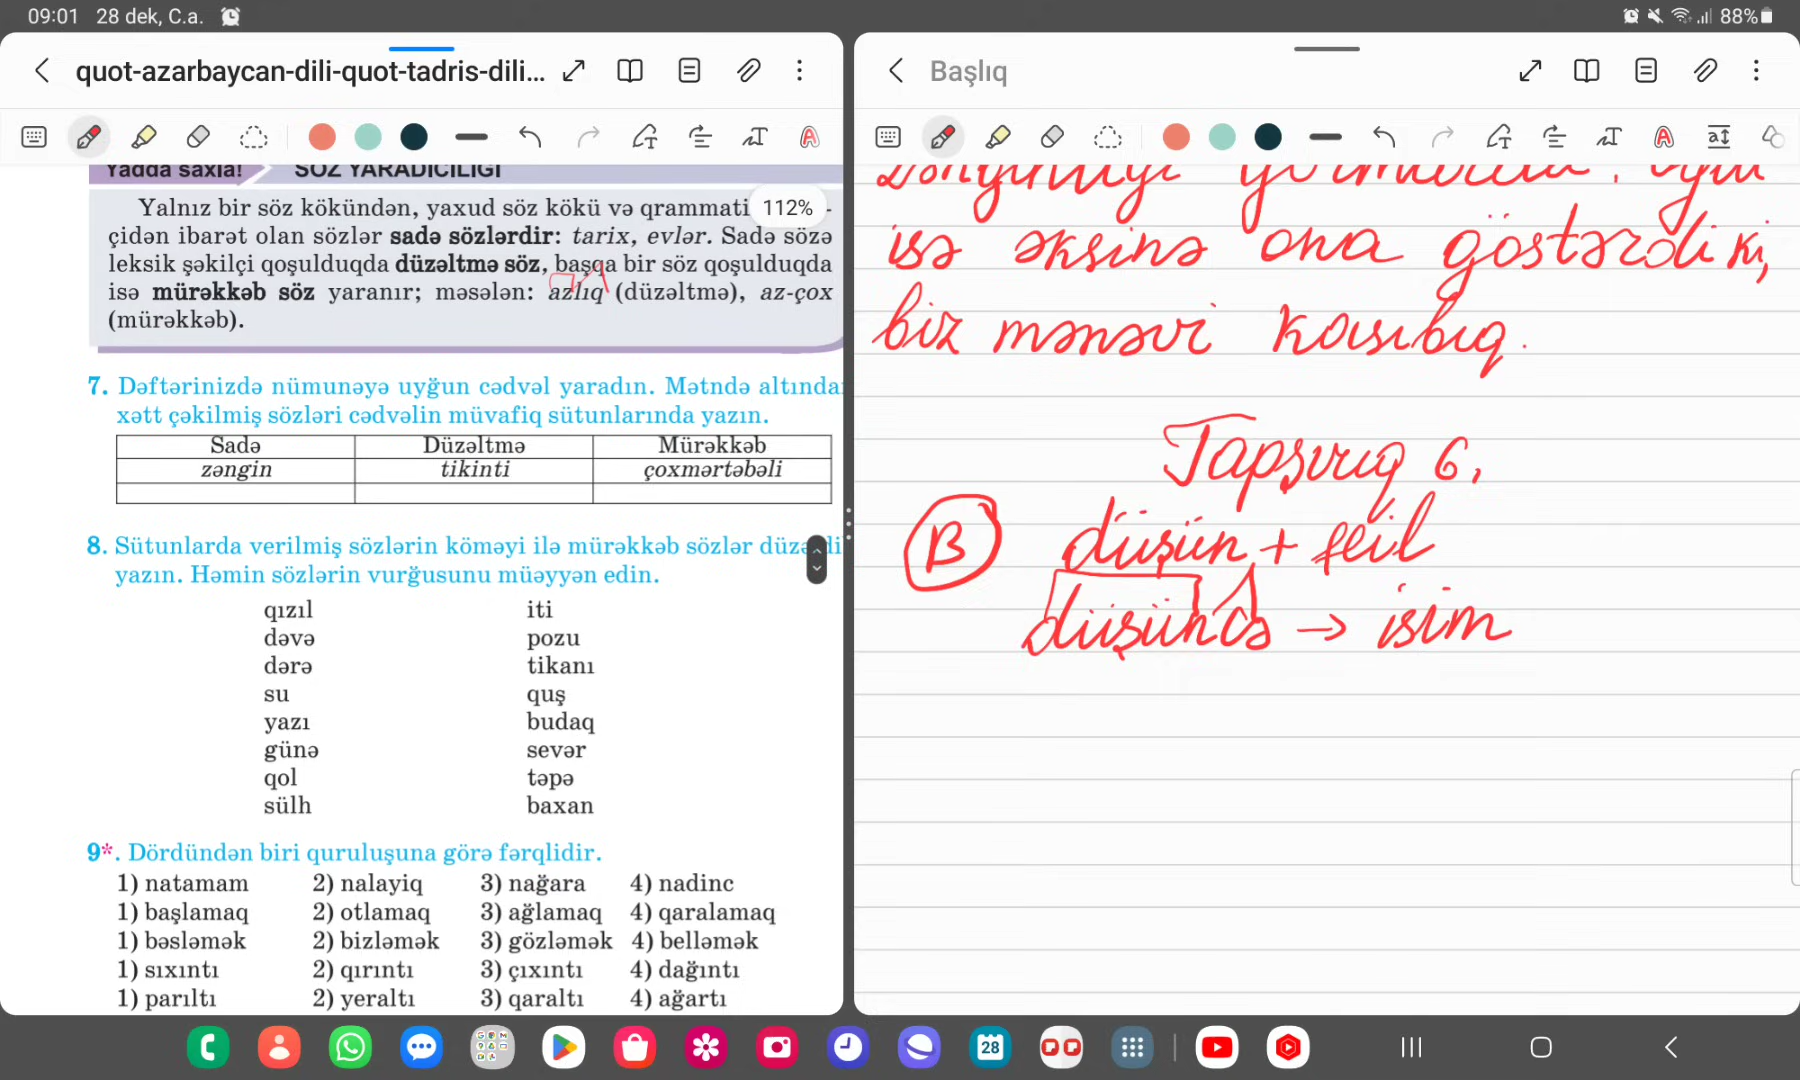 09:01 28 dek, C.a.
88%
quot-azarbaycan-dili-quot-tadris-dili...
Yadda saxla! SÖZ YARADICILIĞI
112%
Yalnız bir söz kökündən, yaxud söz kökü və qrammati
çidən ibarət olan sözlər sadə sözlərdir: tarix, evlər. Sadə sözə
leksik şəkilçi qoşulduqda düzəltmə söz, başqa bir söz qoşulduqda
isə mürəkkəb söz yaranır; məsələn: azlıq (düzəltmə), az-çox
(mürəkkəb).
7. Dəftərinizdə nümunəyə uyğun cədvəl yaradın. Mətndə altında
xətt çəkilmiş sözləri cədvəlin müvafiq sütunlarında yazın.
Sadə Düzəltmə Mürəkkəb
zəngin tikinti çoxmərtəbəli
8. Sütunlarda verilmiş sözlərin köməyi ilə mürəkkəb sözlər
yazın. Həmin sözlərin vurğusunu müəyyən edin.
qızıl iti
dəvə pozu
dərə tikanı
su quş
yazı budaq
günə sevər
qol təpə
sülh baxan
9*. Dördündən biri quruluşuna görə fərqlidir.
1) natamam 2) nalayiq 3) nağara 4) nadinc
1) başlamaq 2) otlamaq 3) ağlamaq 4) qaralamaq
1) bəsləmək 2) bizləmək 3) gözləmək 4) belləmək
1) sıxıntı 2) qırıntı 3) çıxıntı 4) dağıntı
1) parıltı 2) yeraltı 3) qaraltı 4) ağartı
Başlıq
isə əksinə ona göstərdi ki,
biz mənəvi kasıbıq.
Tapşırıq 6.
B düşün + feil
düşüncə → isim
28